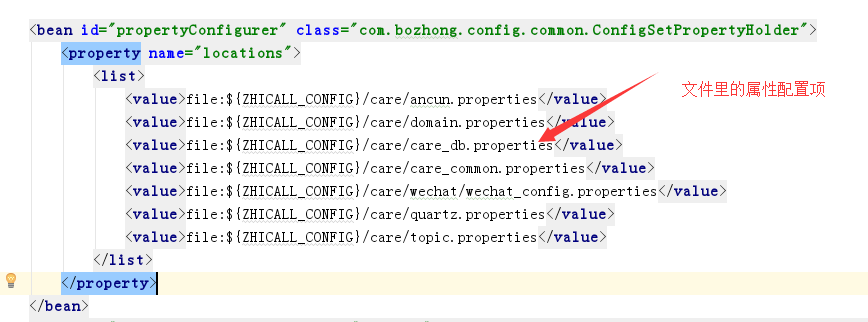 <bean id="propertyConfigurer" class="com.bozhong.config.common.ConfigSetPropertyHolder">
<property name="locations">
<list>
<value>file:${ZHICALL_CONFIG}/care/ancun.properties</value>
<value>file:${ZHICALL_CONFIG}/care/domain.properties</value>
<value>file:${ZHICALL_CONFIG}/care/care_db.properties</value>
<value>file:${ZHICALL_CONFIG}/care/care_common.properties</value>
<value>file:${ZHICALL_CONFIG}/care/wechat/wechat_config.properties</value>
<value>file:${ZHICALL_CONFIG}/care/quartz.properties</value>
<value>file:${ZHICALL_CONFIG}/care/topic.properties</value>
</list>
</property>
</bean>
文件里的属性配置项